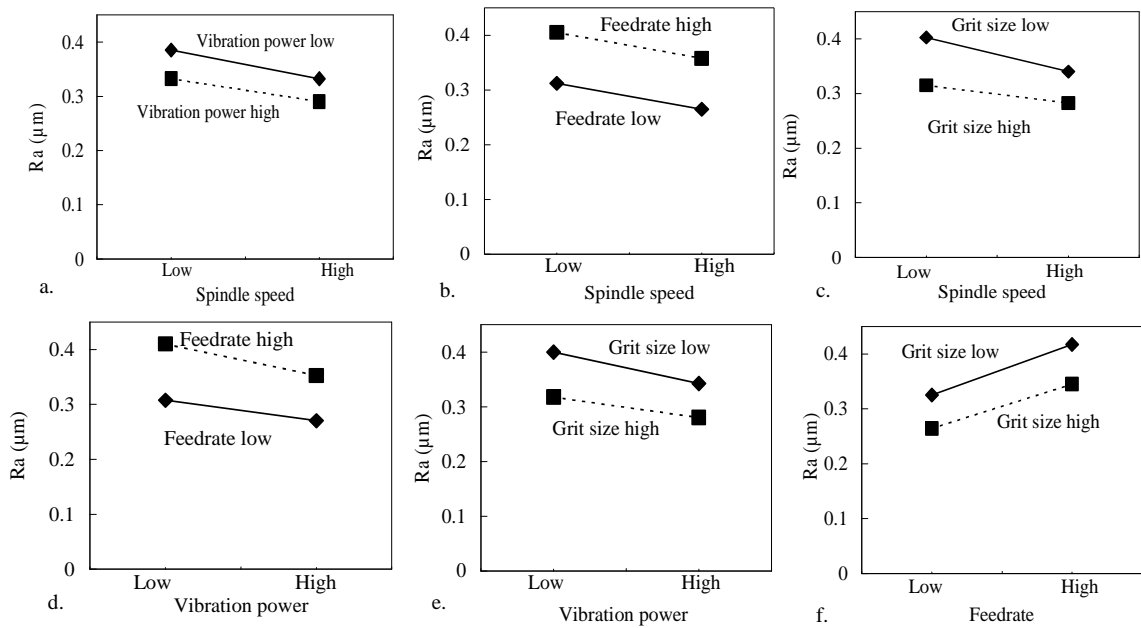 0.4
0.3
0.2
0.1
0
Ra (µm)
Vibration power low
Vibration power high
Low
High
a.
Spindle speed
0.4
0.3
0.2
0.1
0
Ra (µm)
Feedrate high
Feedrate low
Low
High
b.
Spindle speed
0.4
0.3
0.2
0.1
0
Ra (µm)
Grit size low
Grit size high
Low
High
c.
Spindle speed
0.4
0.3
0.2
0.1
0
Ra (µm)
Feedrate high
Feedrate low
Low
High
d.
Vibration power
0.4
0.3
0.2
0.1
0
Ra (µm)
Grit size low
Grit size high
Low
High
e.
Vibration power
0.4
0.3
0.2
0.1
0
Ra (µm)
Grit size low
Grit size high
Low
High
f.
Feedrate